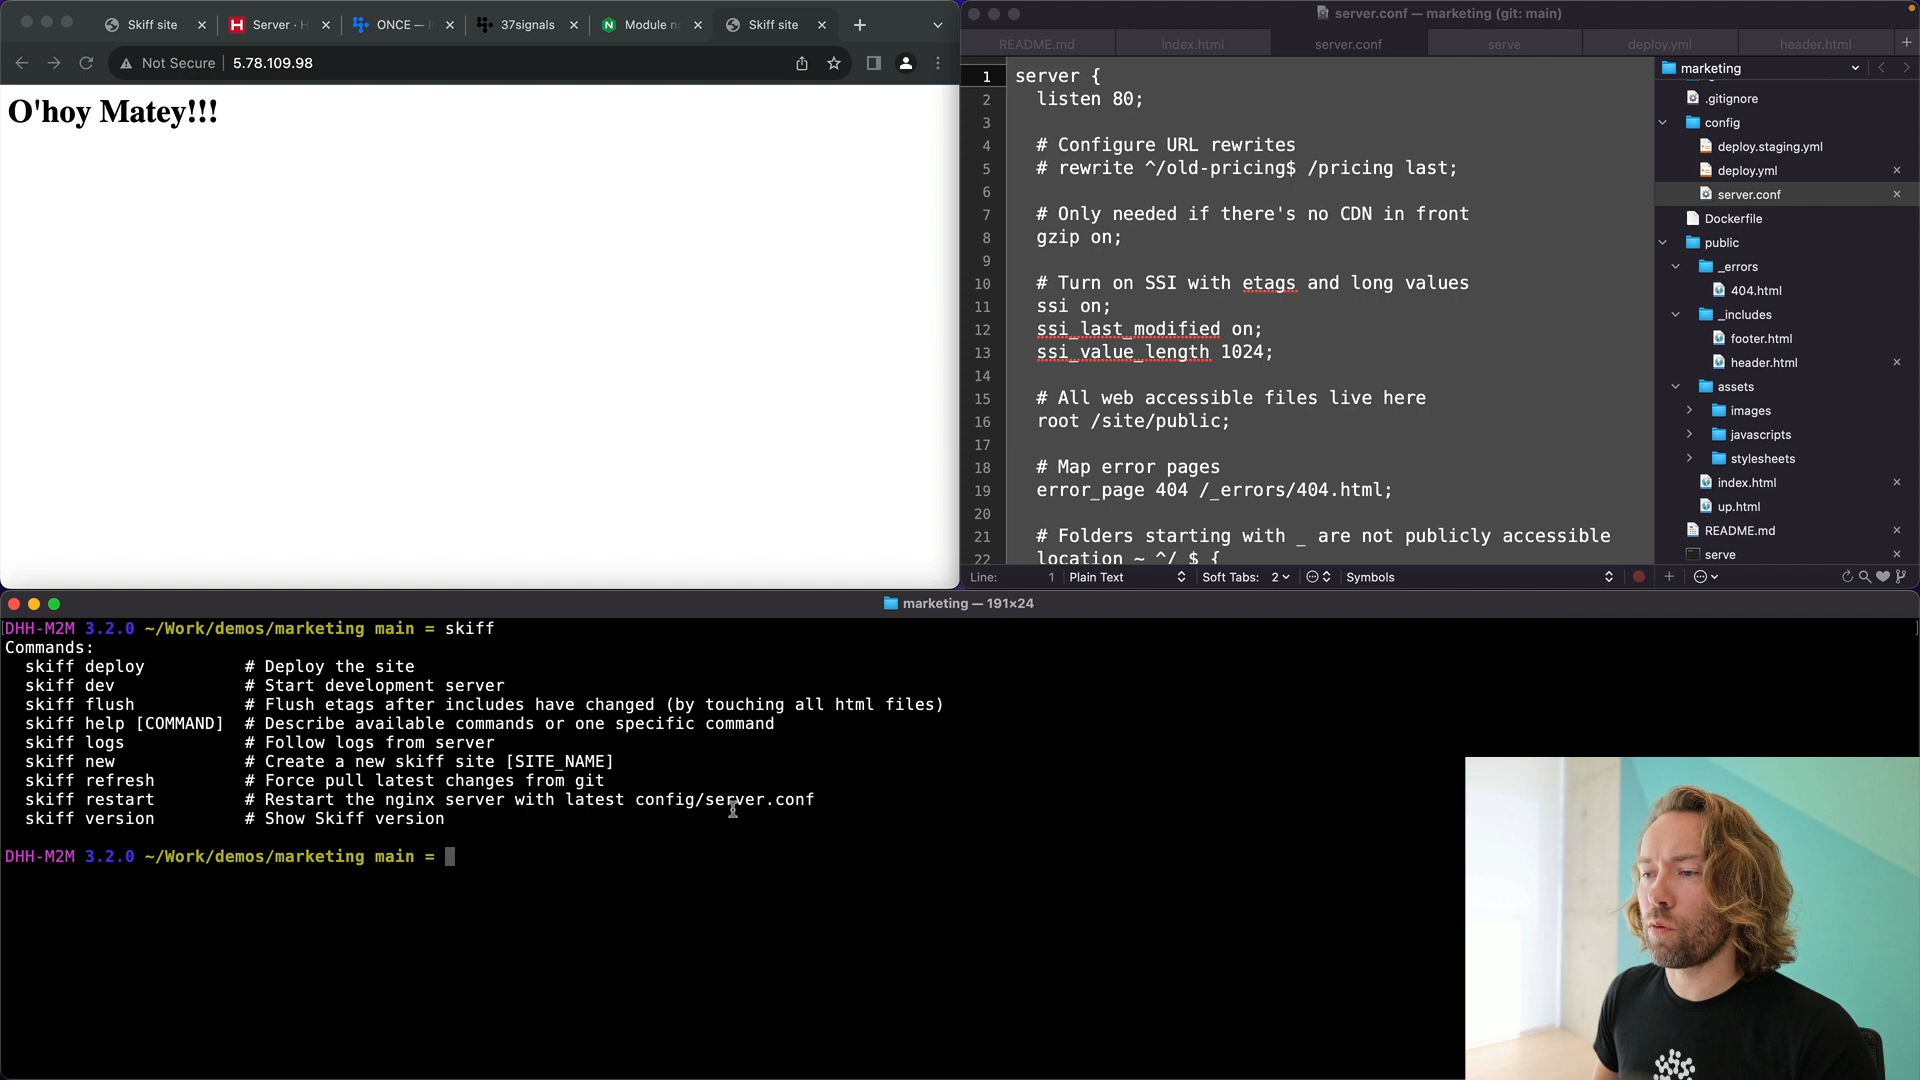 Skiff site
Server · H
ONCE —
37signals
Module n
Skiff site
Not Secure
5.78.109.98
O'hoy Matey!!!
server.conf — marketing (git: main)
README.md
index.html
server.conf
serve
deploy.yml
header.html
1 server {
2 listen 80;
3
4 # Configure URL rewrites
5 # rewrite ^/old-pricing$ /pricing last;
6
7 # Only needed if there's no CDN in front
8 gzip on;
9
10 # Turn on SSI with etags and long values
11 ssi on;
12 ssi_last_modified on;
13 ssi_value_length 1024;
14
15 # All web accessible files live here
16 root /site/public;
17
18 # Map error pages
19 error_page 404 /_errors/404.html;
20
21 # Folders starting with _ are not publicly accessible
22 location ~ ^/_$ {
Line: 1
Plain Text
Soft Tabs: 2
Symbols
marketing
.gitignore
config
deploy.staging.yml
deploy.yml
server.conf
Dockerfile
public
_errors
404.html
_includes
footer.html
header.html
assets
images
javascripts
stylesheets
index.html
up.html
README.md
serve
marketing — 191×24
DHH-M2M 3.2.0 ~/Work/demos/marketing main = skiff
Commands:
skiff deploy # Deploy the site
skiff dev # Start development server
skiff flush # Flush etags after includes have changed (by touching all html files)
skiff help [COMMAND] # Describe available commands or one specific command
skiff logs # Follow logs from server
skiff new # Create a new skiff site [SITE_NAME]
skiff refresh # Force pull latest changes from git
skiff restart # Restart the nginx server with latest config/server.conf
skiff version # Show Skiff version
DHH-M2M 3.2.0 ~/Work/demos/marketing main =